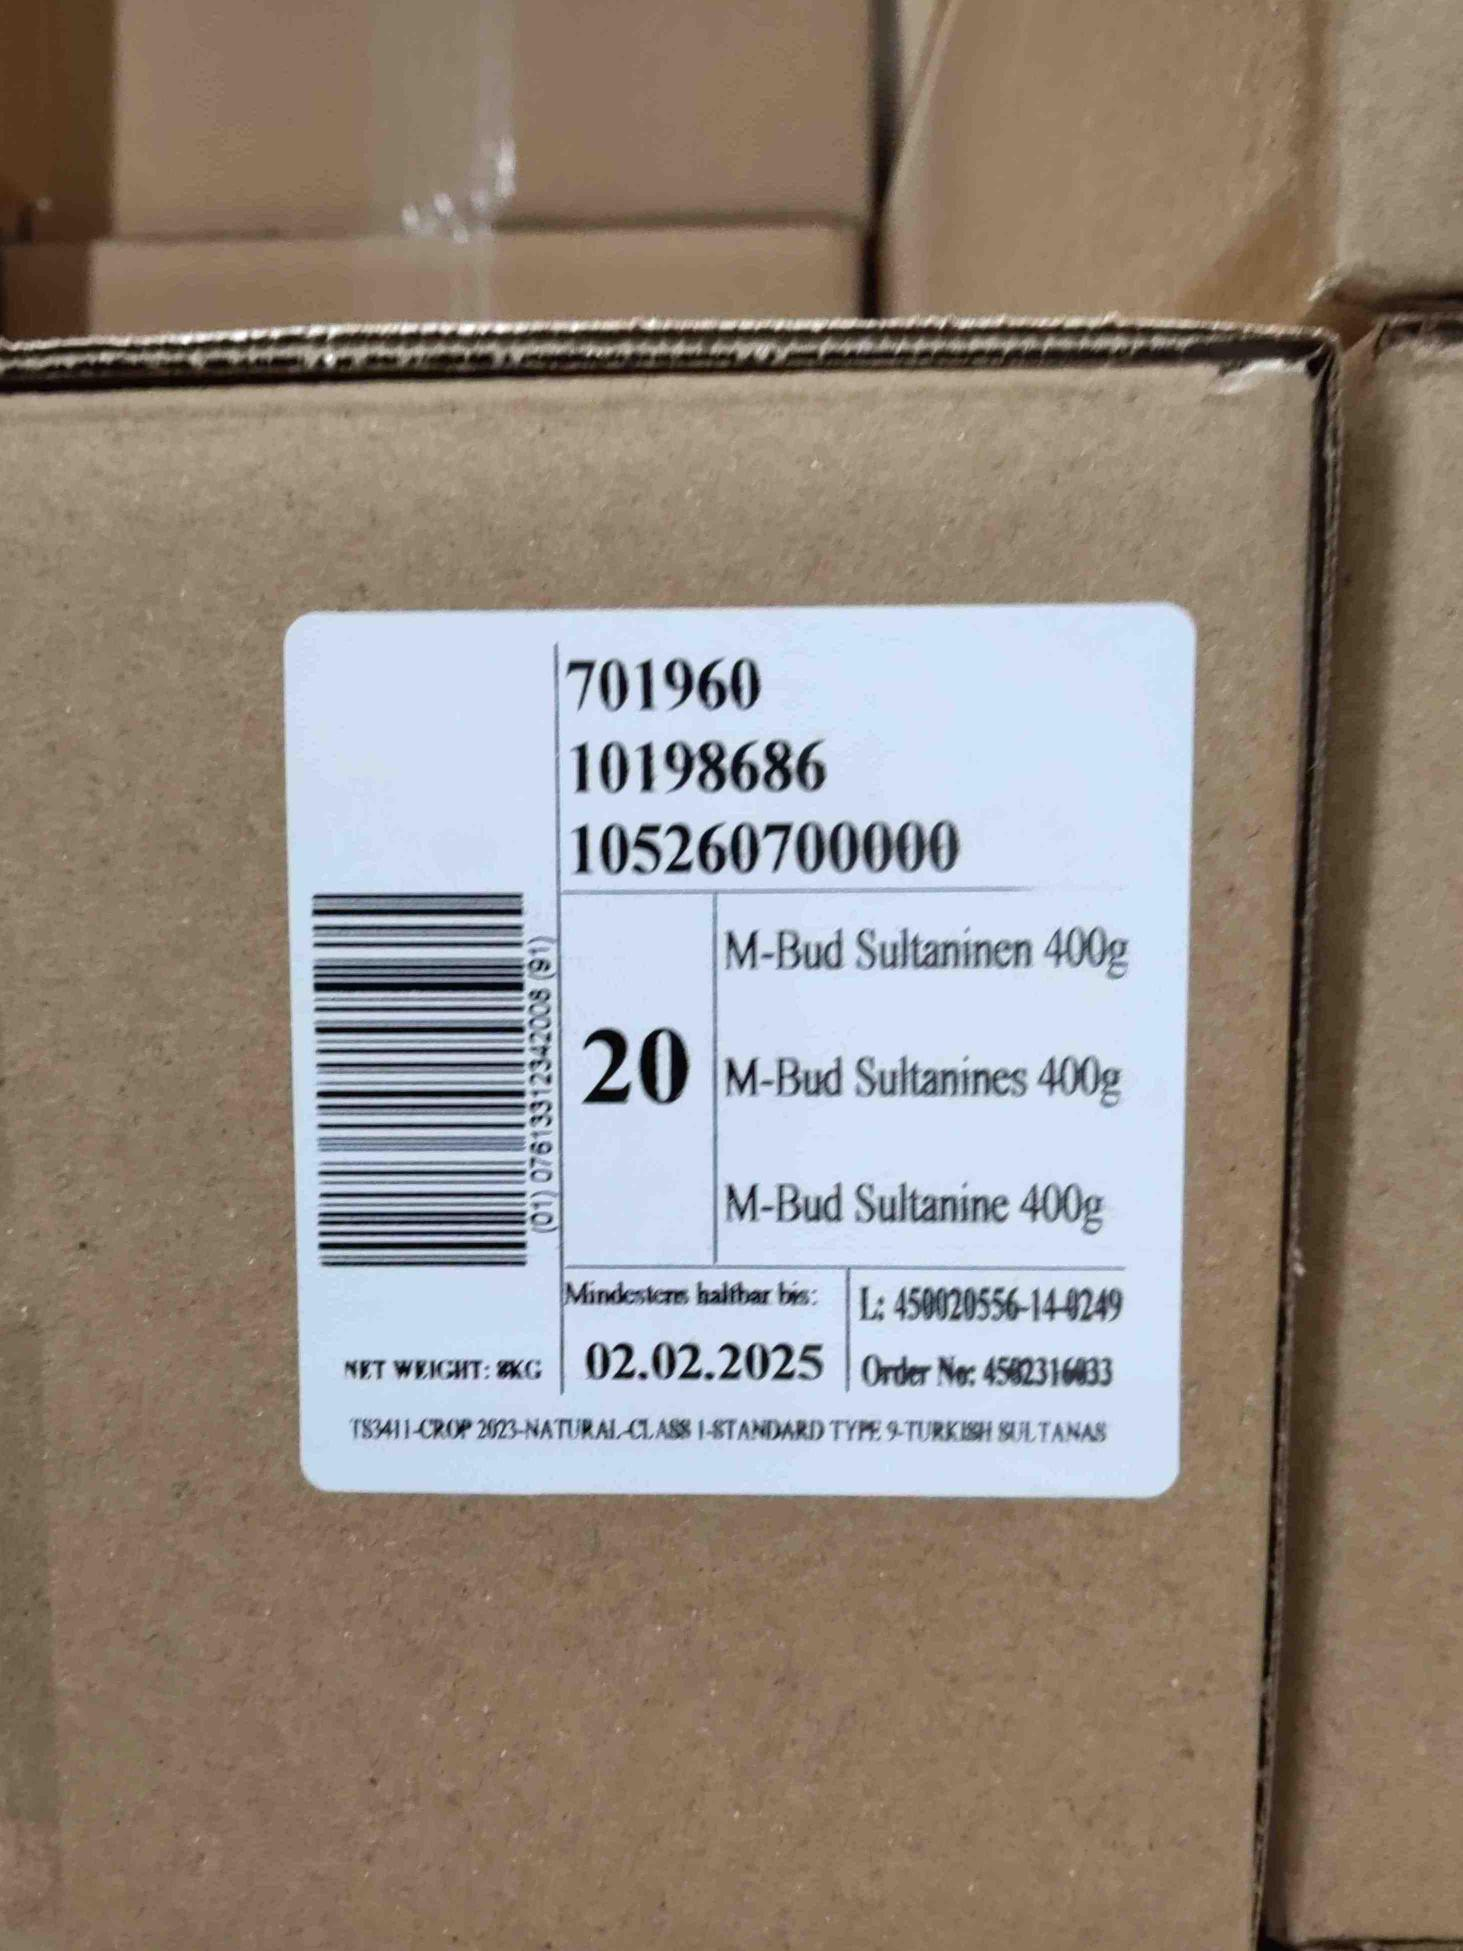 701960
10198686
105260700000
(01) 07613312342008 (91)
20
M-Bud Sultaninen 400g
M-Bud Sultanines 400g
M-Bud Sultanine 400g
Mindestens haltbar bis:
02.02.2025
L: 450020556-14-0249
Order No: 4502316033
NET WEIGHT: 8KG
TS3411-CROP 2023-NATURAL-CLASS 1-STANDARD TYPE 9-TURKISH SULTANAS